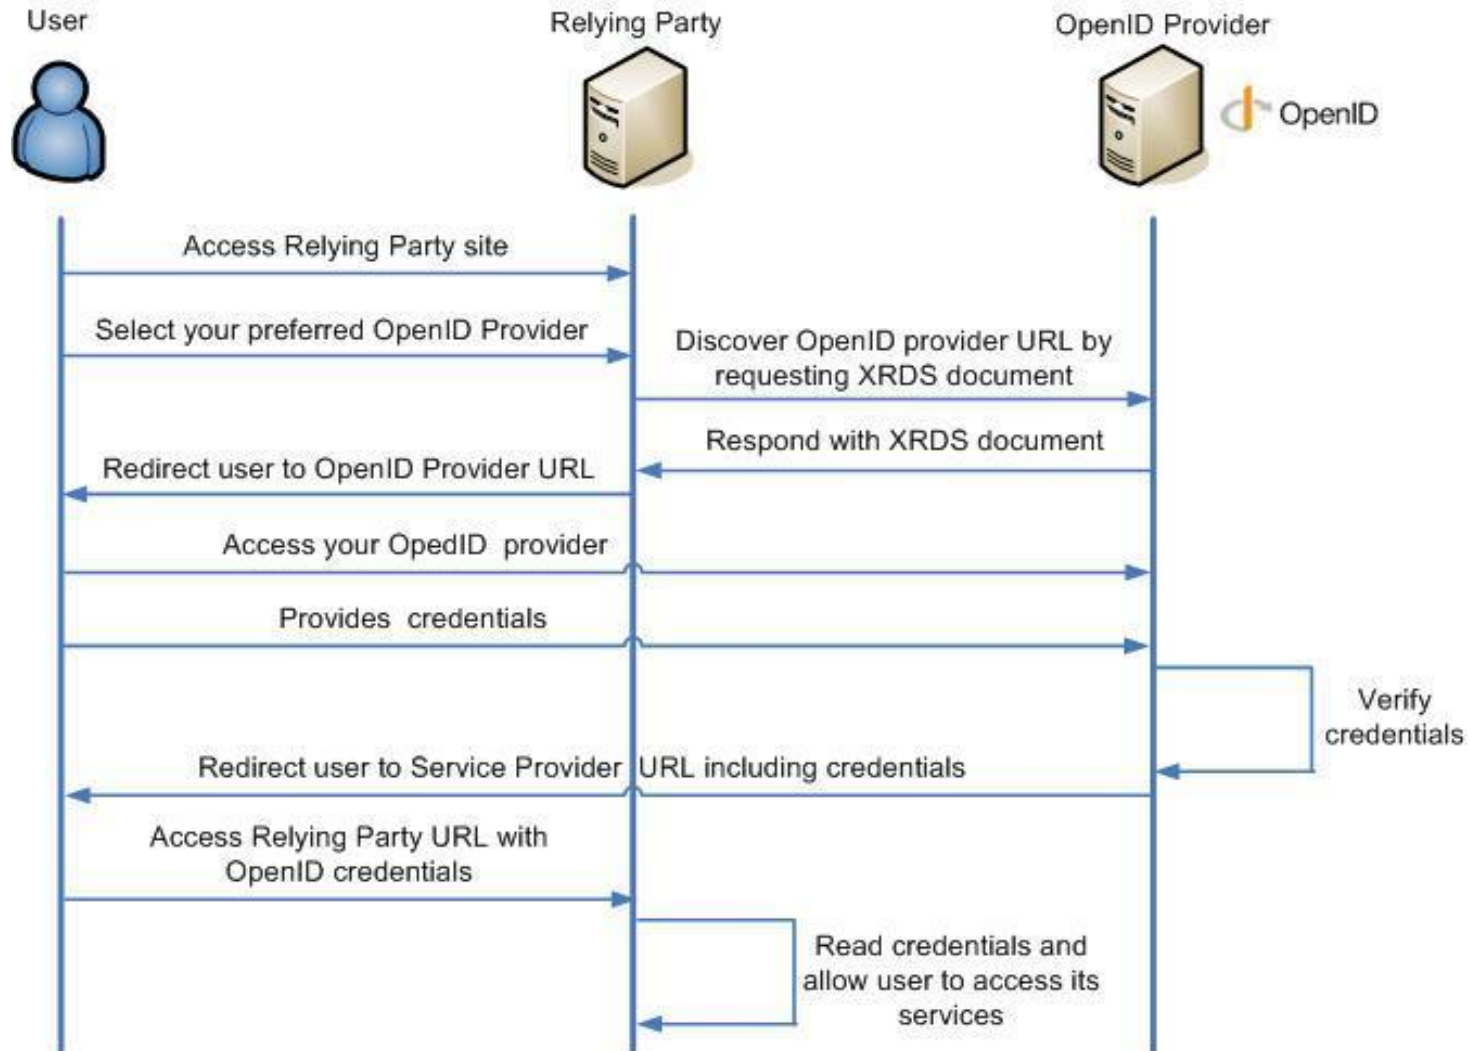 User
Relying Party
OpenID Provider
OpenID
Access Relying Party site
Select your preferred OpenID Provider
Discover OpenID provider URL by
requesting XRDS document
Respond with XRDS document
Redirect user to OpenID Provider URL
Access your OpedID provider
Provides credentials
Verify
credentials
Redirect user to Service Provider URL including credentials
Access Relying Party URL with
OpenID credentials
Read credentials and
allow user to access its
services